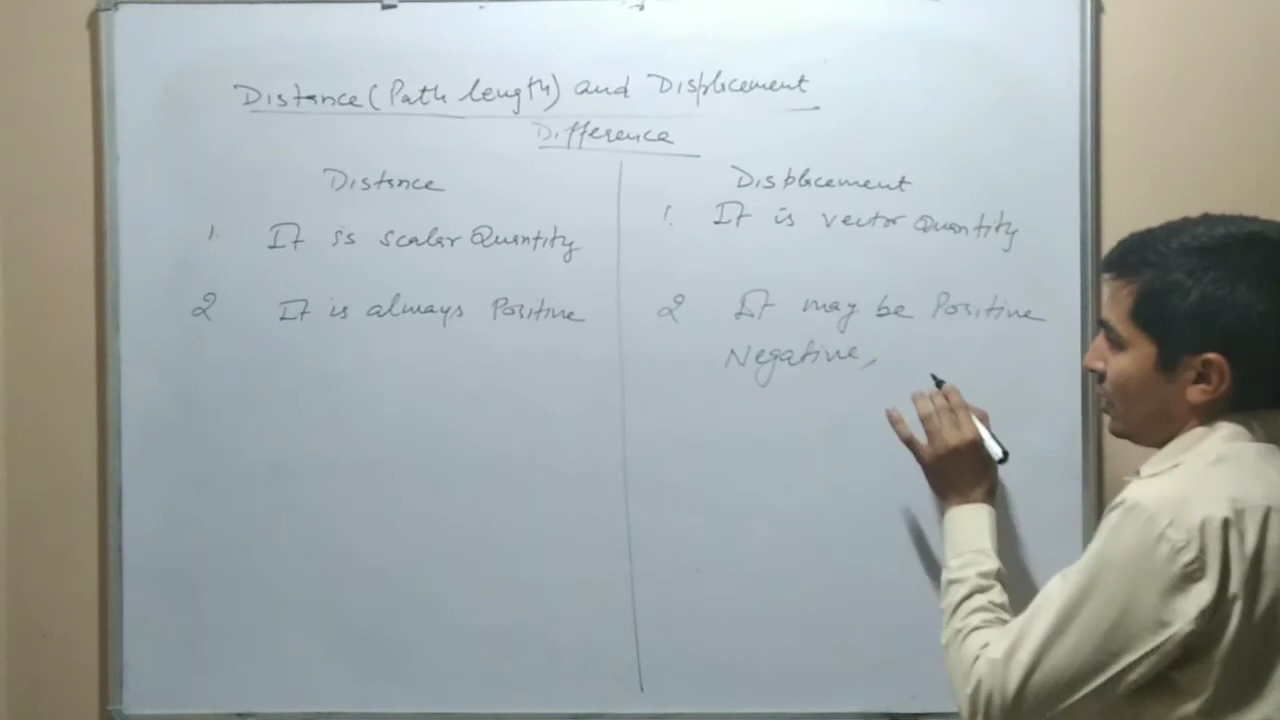 Distance (Path length) and Displacement
Difference
Distance
1. It is scalar Quantity
2 It is always Positive
Displacement
1. It is vector Quantity
2 It may be Positive
Negative,